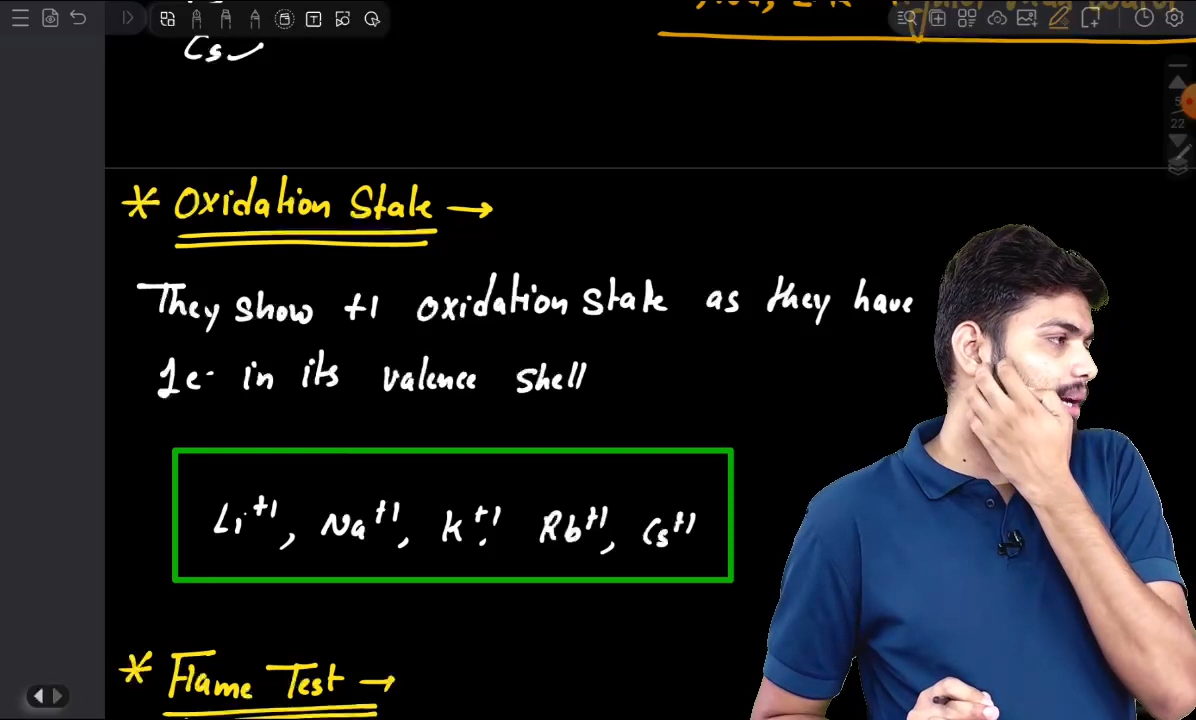 Cs
* Oxidation State →
They show +1 oxidation state as they have
1e- in its valence shell
Li⁺¹, Na⁺¹, K⁺¹ Rb⁺¹, Cs⁺¹
* Flame Test →
22